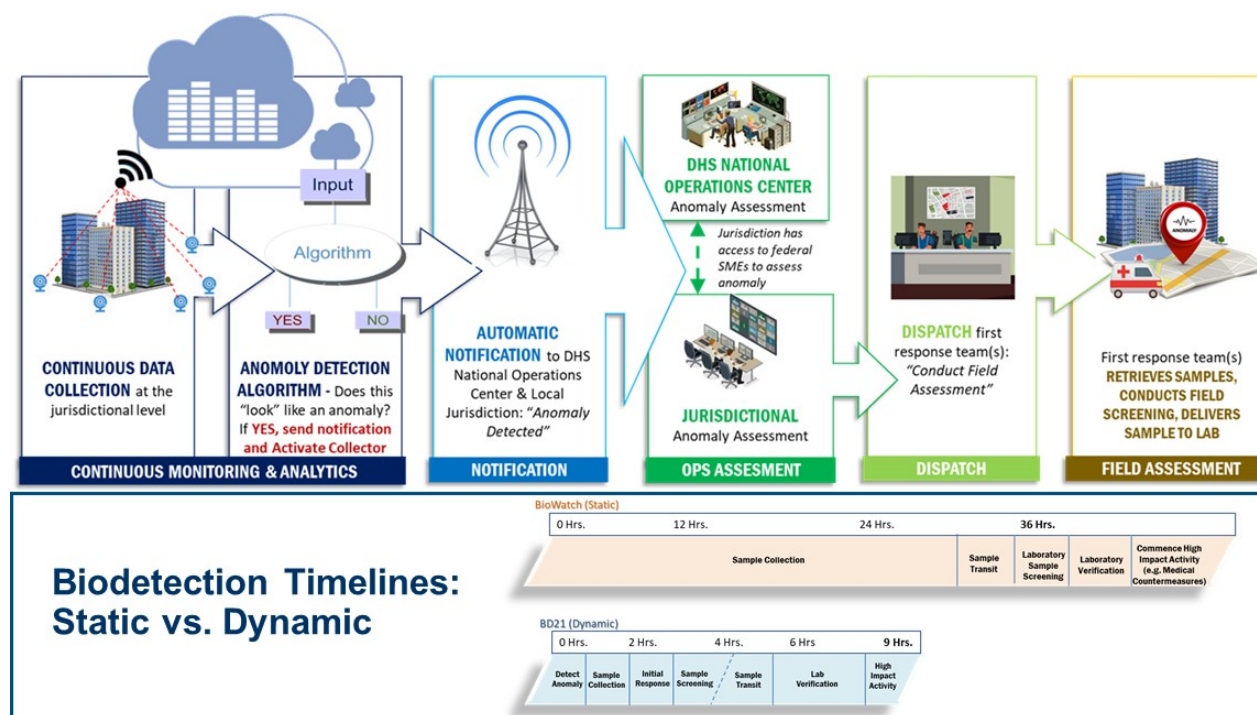 Input
Algorithm
YES
NO
CONTINUOUS DATA
COLLECTION at the
jurisdictional level
ANOMOLY DETECTION
ALGORITHM - Does this
“look” like an anomaly?
If YES, send notification
and Activate Collector
CONTINUOUS MONITORING & ANALYTICS
AUTOMATIC
NOTIFICATION to DHS
National Operations
Center & Local
Jurisdiction: “Anomaly
Detected”
NOTIFICATION
DHS NATIONAL
OPERATIONS CENTER
Anomaly Assessment
Jurisdiction has
access to federal
SMEs to assess
anomaly
JURISDICTIONAL
Anomaly Assessment
OPS ASSESMENT
DISPATCH first
response team(s):
“Conduct Field
Assessment”
DISPATCH
ANOMALY
First response team(s)
RETRIEVES SAMPLES,
CONDUCTS FIELD
SCREENING, DELIVERS
SAMPLE TO LAB
FIELD ASSESSMENT
Biodetection Timelines:
Static vs. Dynamic
BioWatch (Static)
0 Hrs. 12 Hrs. 24 Hrs. 36 Hrs.
Sample Collection
Sample
Transit
Laboratory
Sample
Screening
Laboratory
Verification
Commence High
Impact Activity
(e.g. Medical
Countermeasures)
BD21 (Dynamic)
0 Hrs. 2 Hrs. 4 Hrs. 6 Hrs 9 Hrs.
Detect
Anomaly
Sample
Collection
Initial
Response
Sample
Screening
Sample
Transit
Lab
Verification
High
Impact
Activity